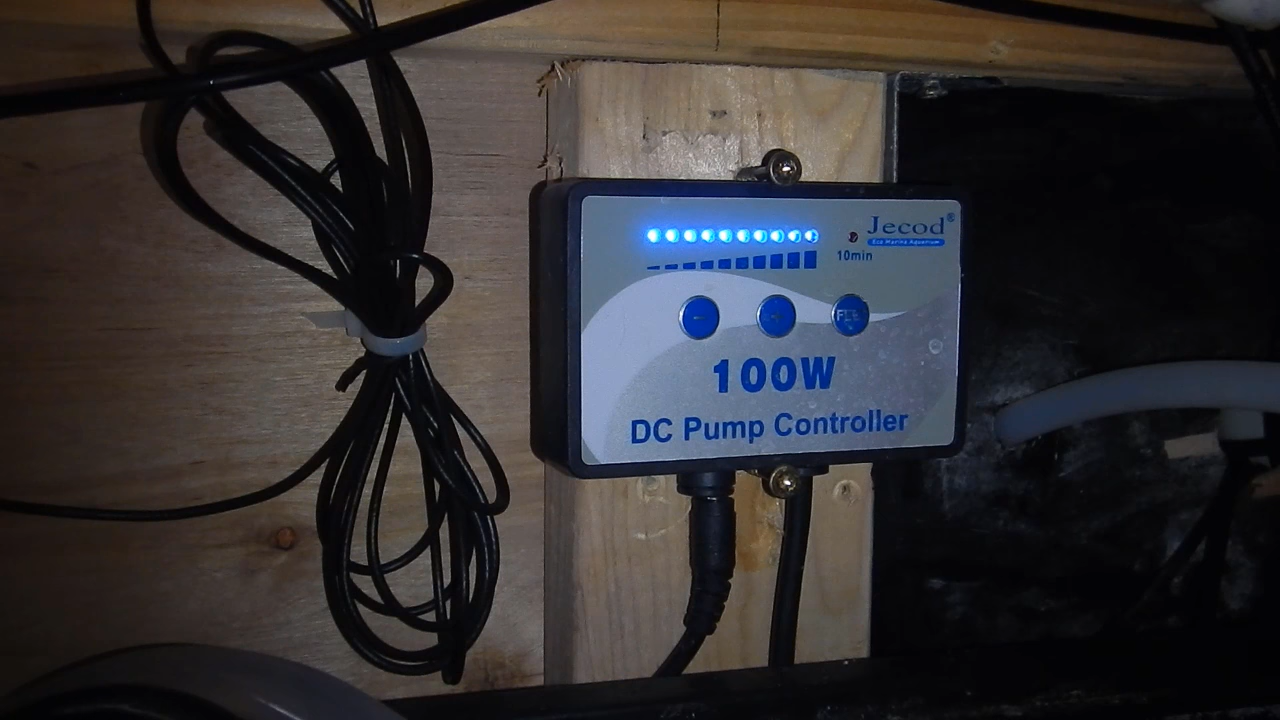 Jecod®
Eco Marine Aquarium
10min
- +
100W
DC Pump Controller